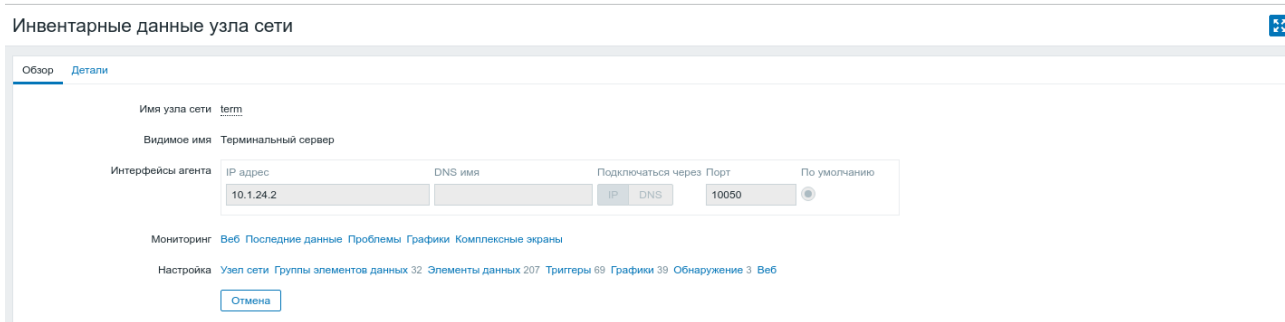 Инвентарные данные узла сети
Обзор Детали
Имя узла сети term
Видимое имя Терминальный сервер
Интерфейсы агента IP адрес DNS имя Подключаться через Порт По умолчанию
10.1.24.2 IP DNS 10050
Мониторинг Веб Последние данные Проблемы Графики Комплексные экраны
Настройка Узел сети Группы элементов данных 32 Элементы данных 207 Триггеры 69 Графики 39 Обнаружение 3 Веб
Отмена